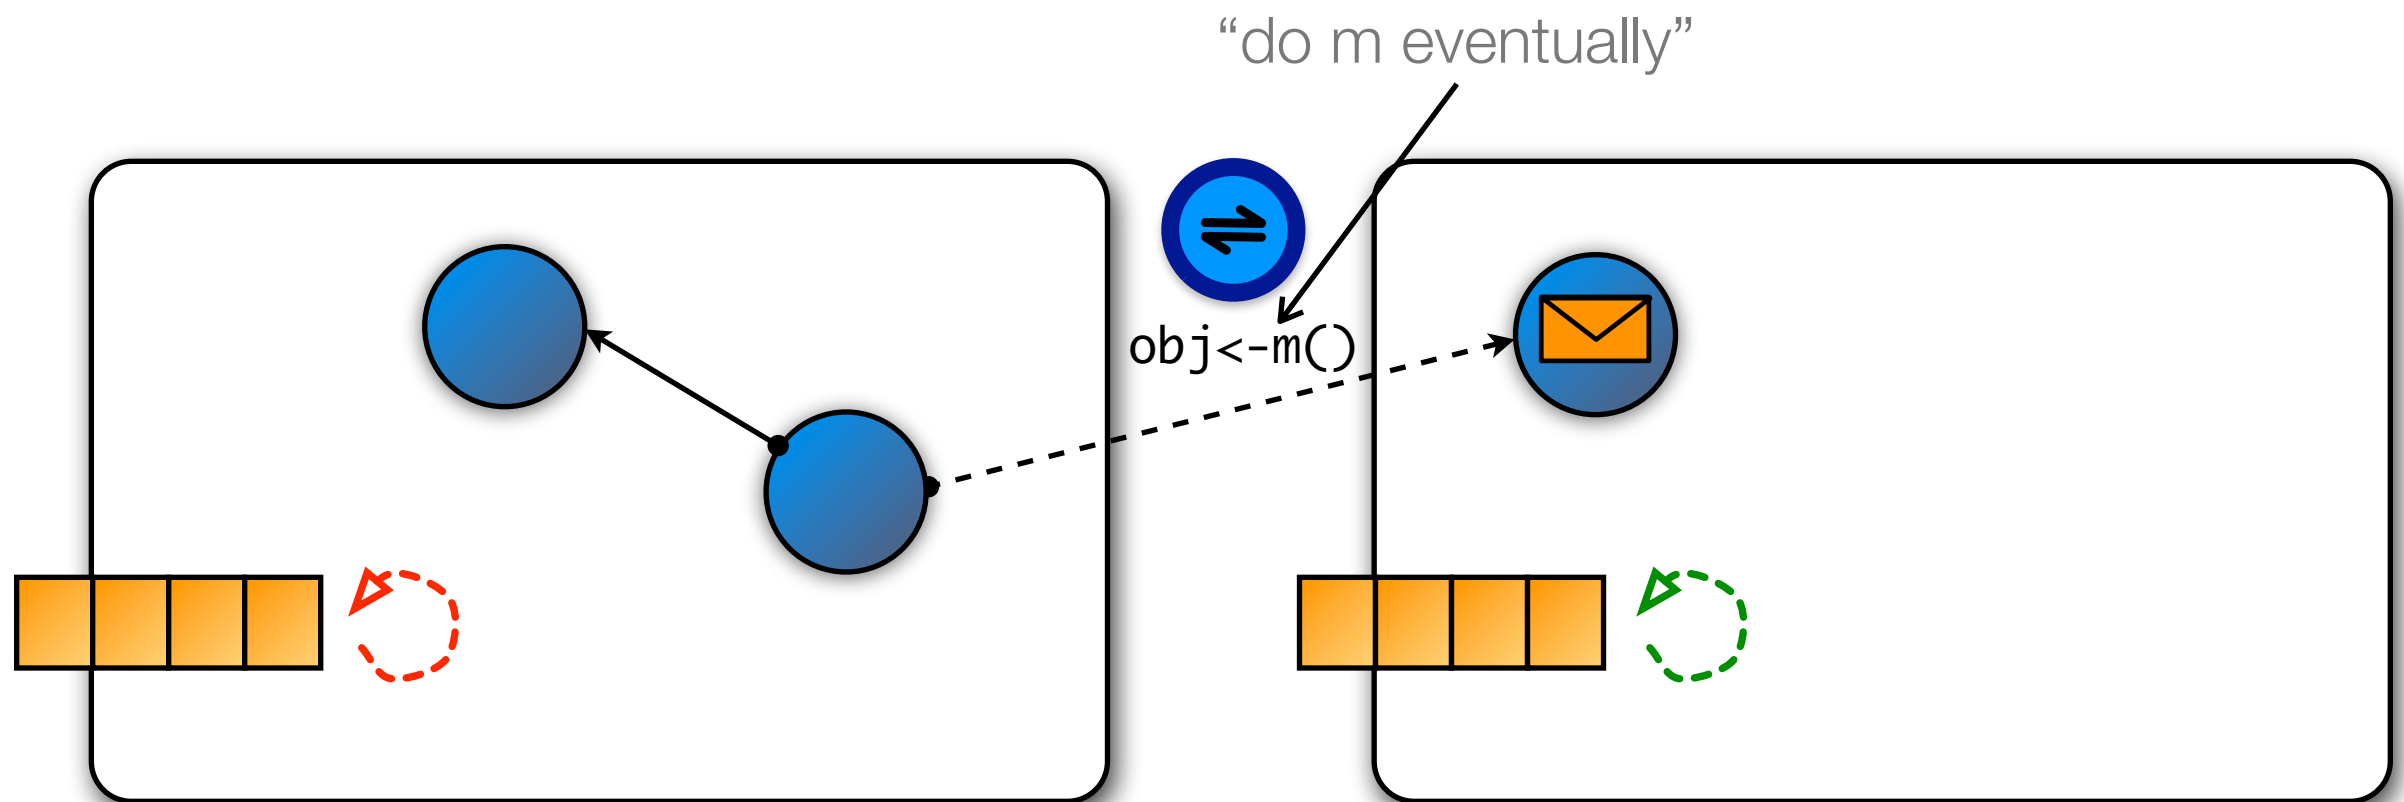 “do m eventually”
obj<-m()